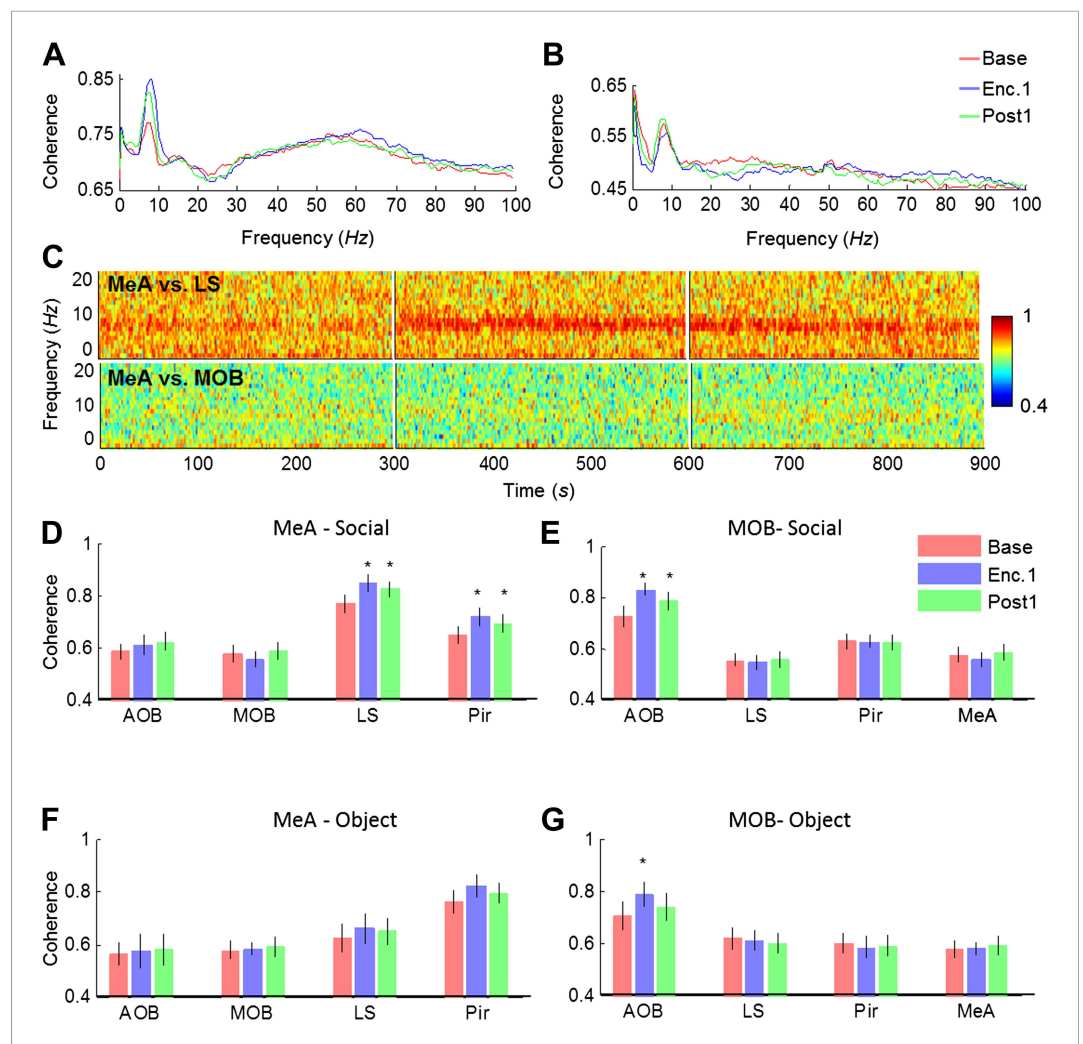 A
B
Base
Enc.1
Post1
Coherence
0.85
0.75
0.65
0 10 20 30 40 50 60 70 80 90 100
Frequency (Hz)
Coherence
0.65
0.55
0.45
0 10 20 30 40 50 60 70 80 90 100
Frequency (Hz)
C
MeA vs. LS
MeA vs. MOB
Frequency (Hz)
20
10
0
20
10
0
0 100 200 300 400 500 600 700 800 900
Time (s)
1
0.4
D
MeA - Social
Coherence
1
0.8
0.6
0.4
* * * *
AOB MOB LS Pir
E
MOB- Social
Base
Enc.1
Post1
1
0.8
0.6
0.4
* *
AOB LS Pir MeA
F
MeA - Object
Coherence
1
0.8
0.6
0.4
AOB MOB LS Pir
G
MOB- Object
1
0.8
0.6
0.4
*
AOB LS Pir MeA